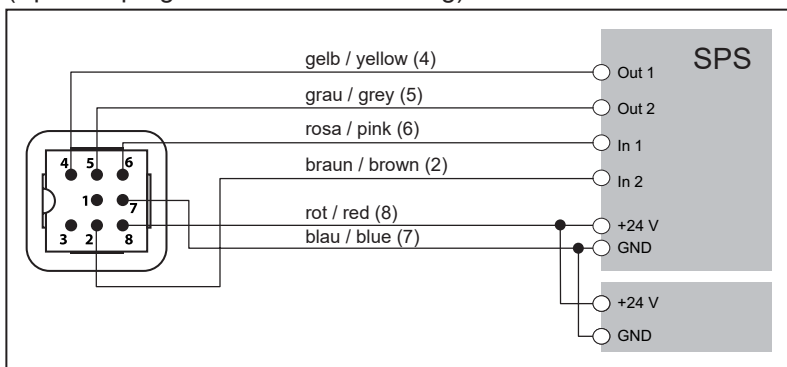 gelb / yellow (4)
SPS
Out 1
grau / grey (5)
Out 2
rosa / pink (6)
In 1
braun / brown (2)
In 2
rot / red (8)
+24 V
blau / blue (7)
GND
4 5 6
1 7
3 2 8
+24 V
GND